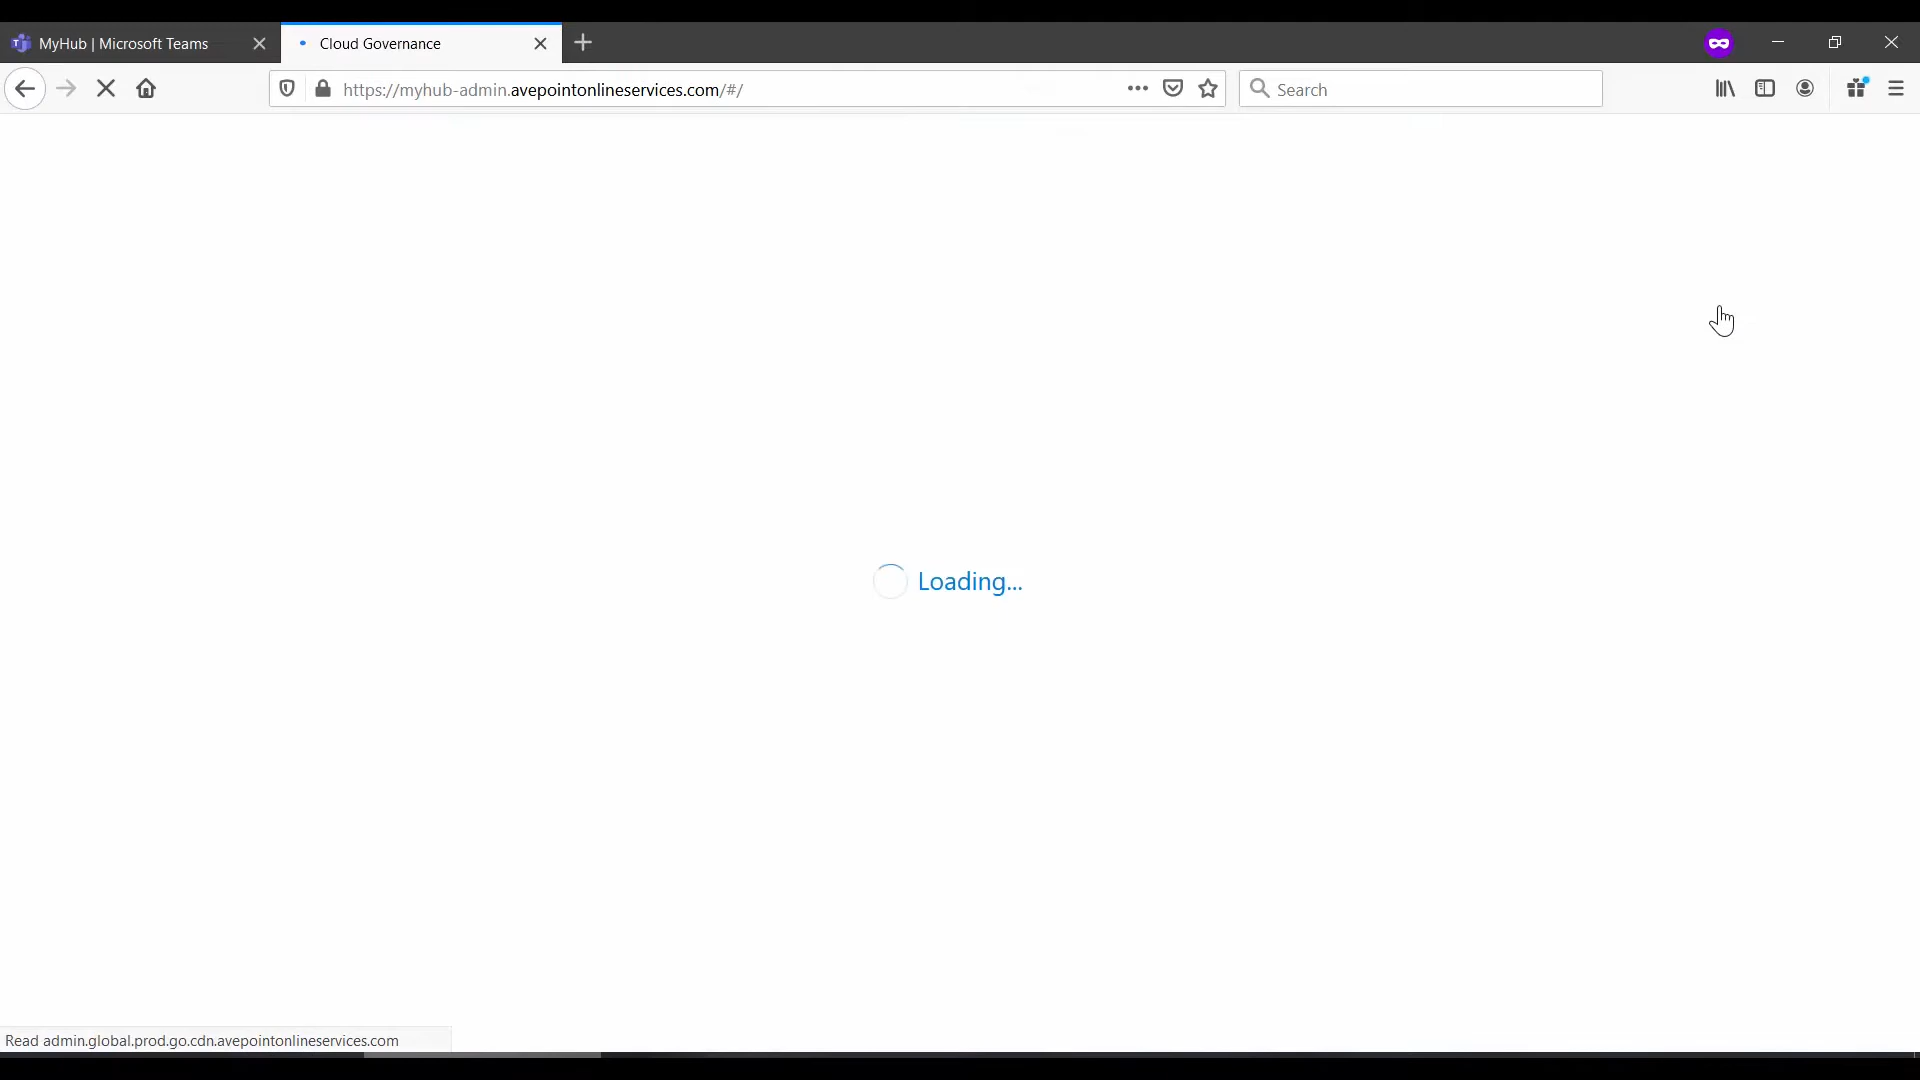 MyHub | Microsoft Teams
Cloud Governance
https://myhub-admin.avepointonlineservices.com/#/
Search
Loading...
Read admin.global.prod.go.cdn.avepointonlineservices.com